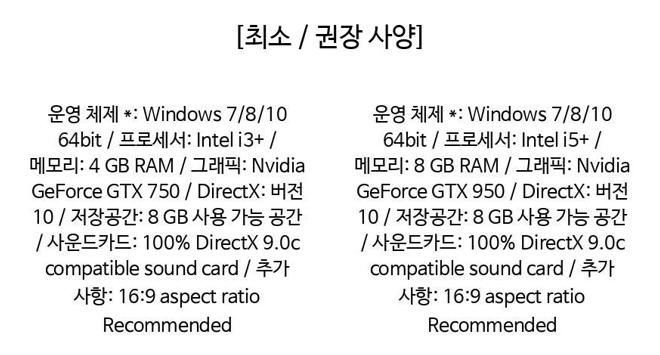 [최소 / 권장 사양]
운영 체제 *: Windows 7/8/10
64bit / 프로세서: Intel i3+ /
메모리: 4 GB RAM / 그래픽: Nvidia
GeForce GTX 750 / DirectX: 버전
10 / 저장공간: 8 GB 사용 가능 공간
/ 사운드카드: 100% DirectX 9.0c
compatible sound card / 추가
사항: 16:9 aspect ratio
Recommended
운영 체제 *: Windows 7/8/10
64bit / 프로세서: Intel i5+ /
메모리: 8 GB RAM / 그래픽: Nvidia
GeForce GTX 950 / DirectX: 버전
10 / 저장공간: 8 GB 사용 가능 공간
/ 사운드카드: 100% DirectX 9.0c
compatible sound card / 추가
사항: 16:9 aspect ratio
Recommended